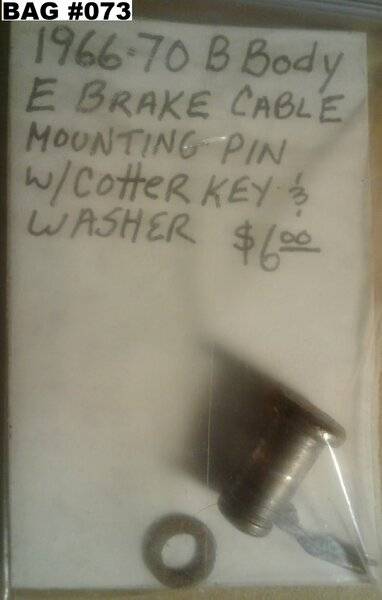 BAG #073
1966-70 B Body
E BRAKE CABLE
MOUNTING PIN
W/COTTER KEY &
WASHER $6.00